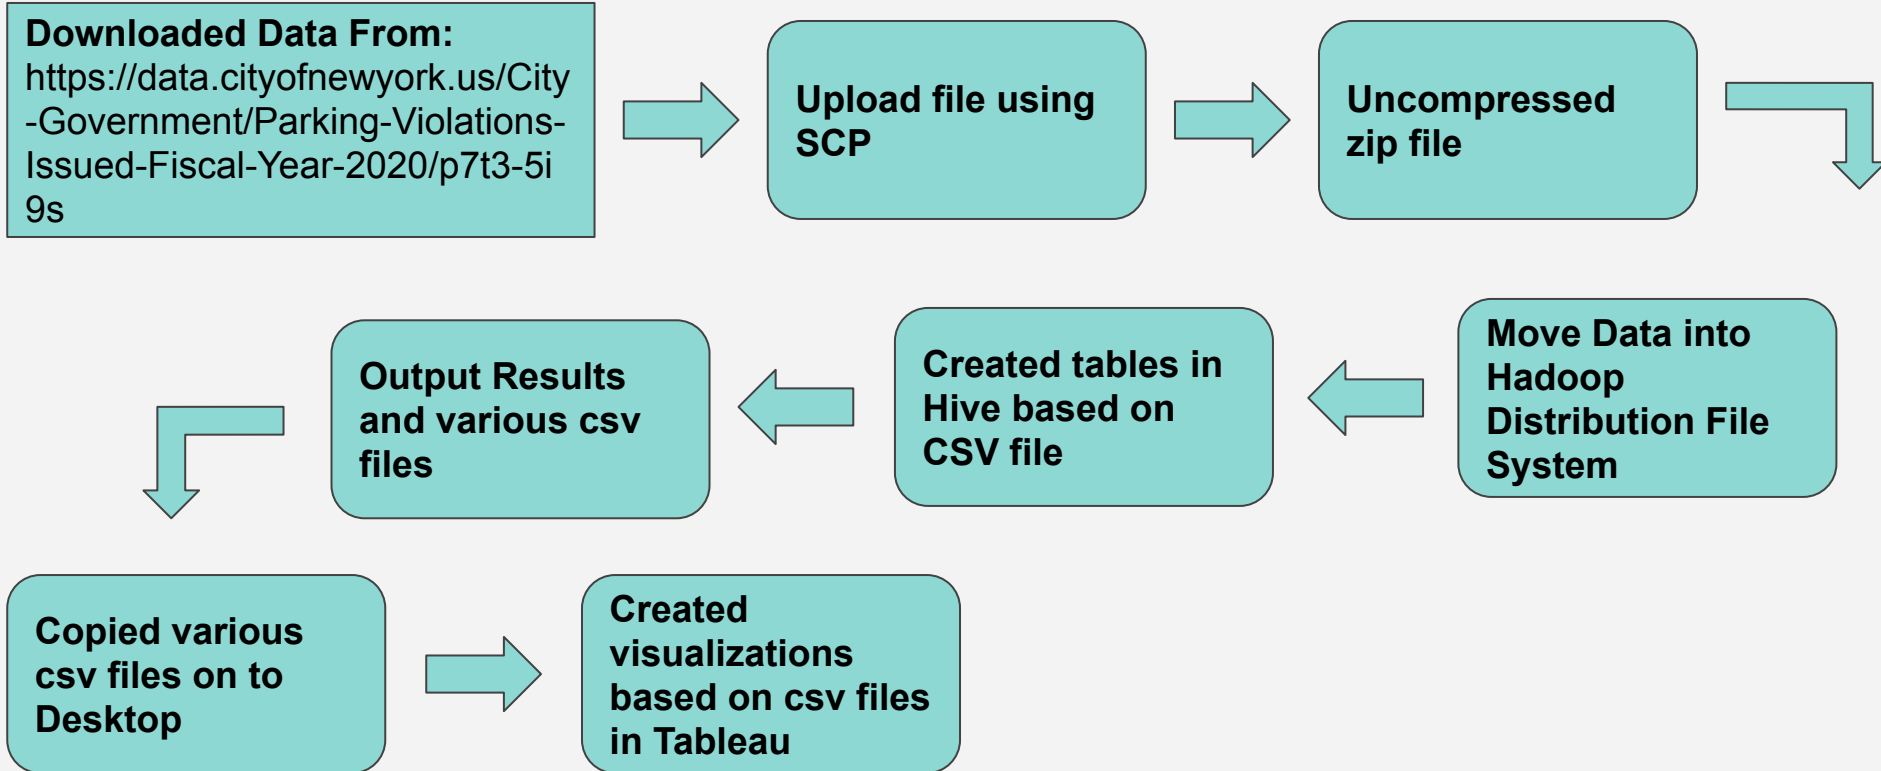 Downloaded Data From:
https://data.cityofnewyork.us/City
-Government/Parking-Violations-
Issued-Fiscal-Year-2020/p7t3-5i
9s
Upload file using
SCP
Uncompressed
zip file
Move Data into
Hadoop
Distribution File
System
Created tables in
Hive based on
CSV file
Output Results
and various csv
files
Copied various
csv files on to
Desktop
Created
visualizations
based on csv files
in Tableau